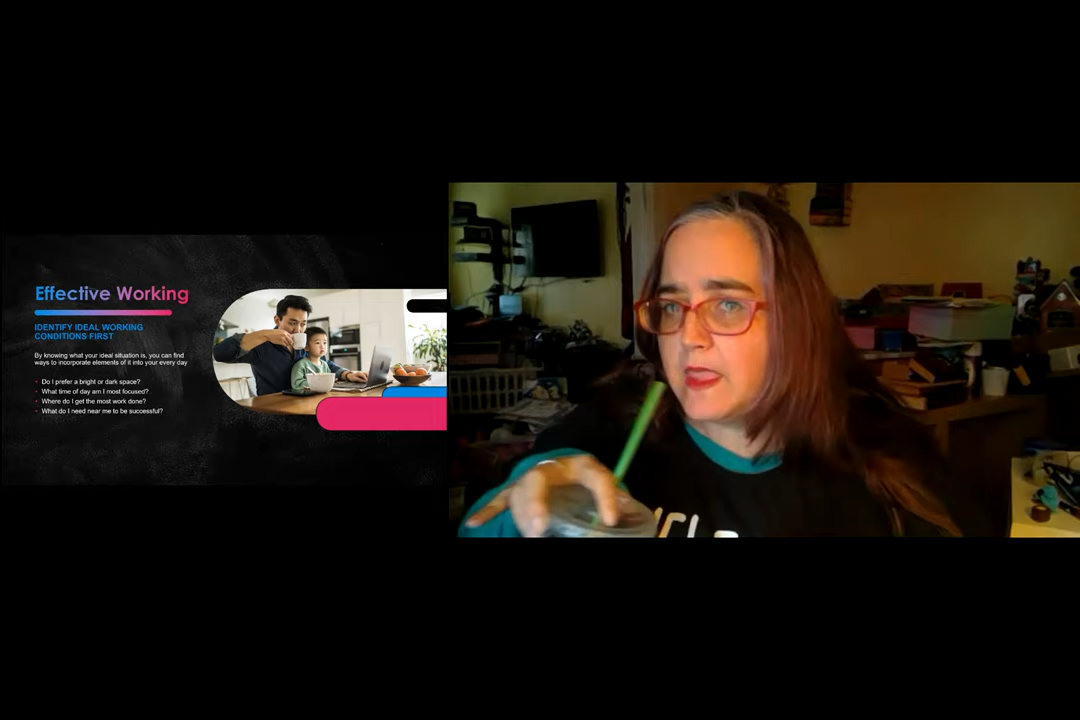 Effective Working
IDENTIFY IDEAL WORKING
CONDITIONS FIRST
By knowing what your ideal situation is, you can find
ways to incorporate elements of it into your every day
Do I prefer a bright or dark space?
What time of day am I most focused?
Where do I get the most work done?
What do I need near me to be successful?